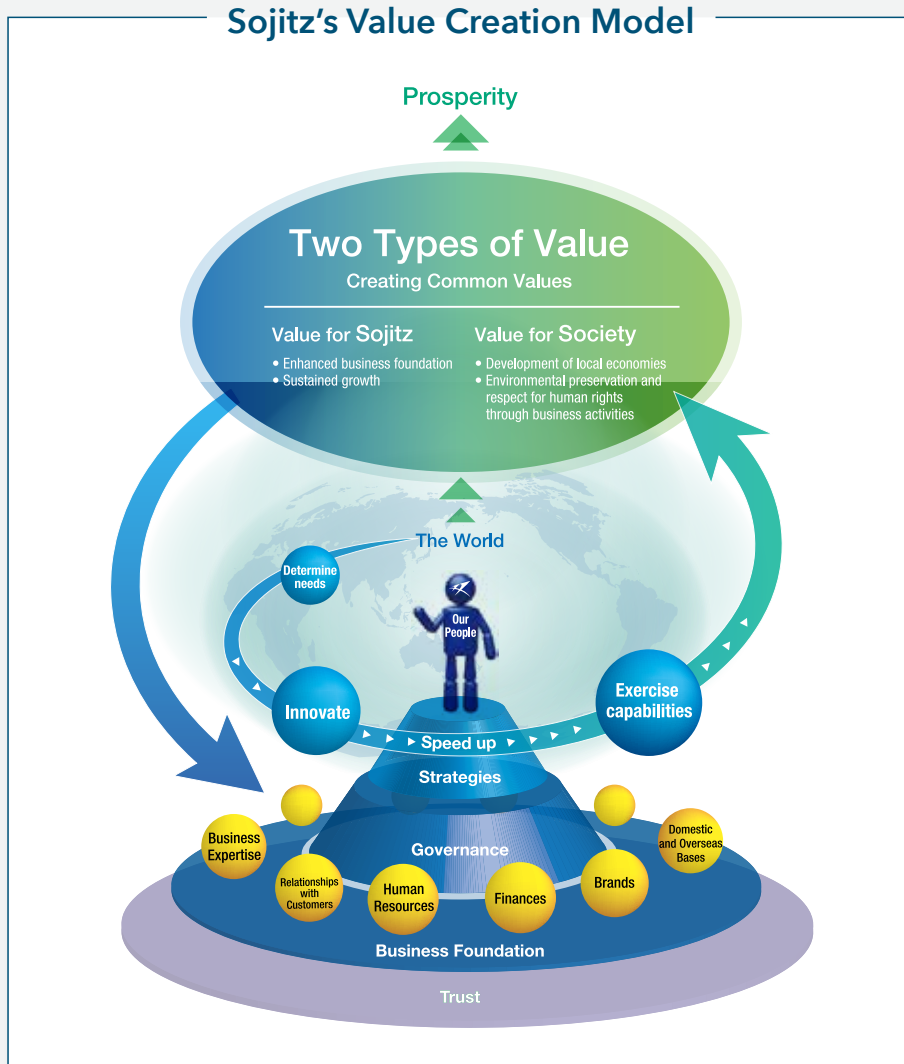 Sojitz's Value Creation Model
Prosperity
Two Types of Value
Creating Common Values
Value for Sojitz
• Enhanced business foundation
• Sustained growth
Value for Society
• Development of local economies
• Environmental preservation and
respect for human rights
through business activities
The World
Determine
needs
Our
People
Innovate
Exercise
capabilities
Speed up
Strategies
Business
Expertise
Domestic
and Overseas
Bases
Governance
Relationships
with
Customers
Human
Resources
Finances
Brands
Business Foundation
Trust